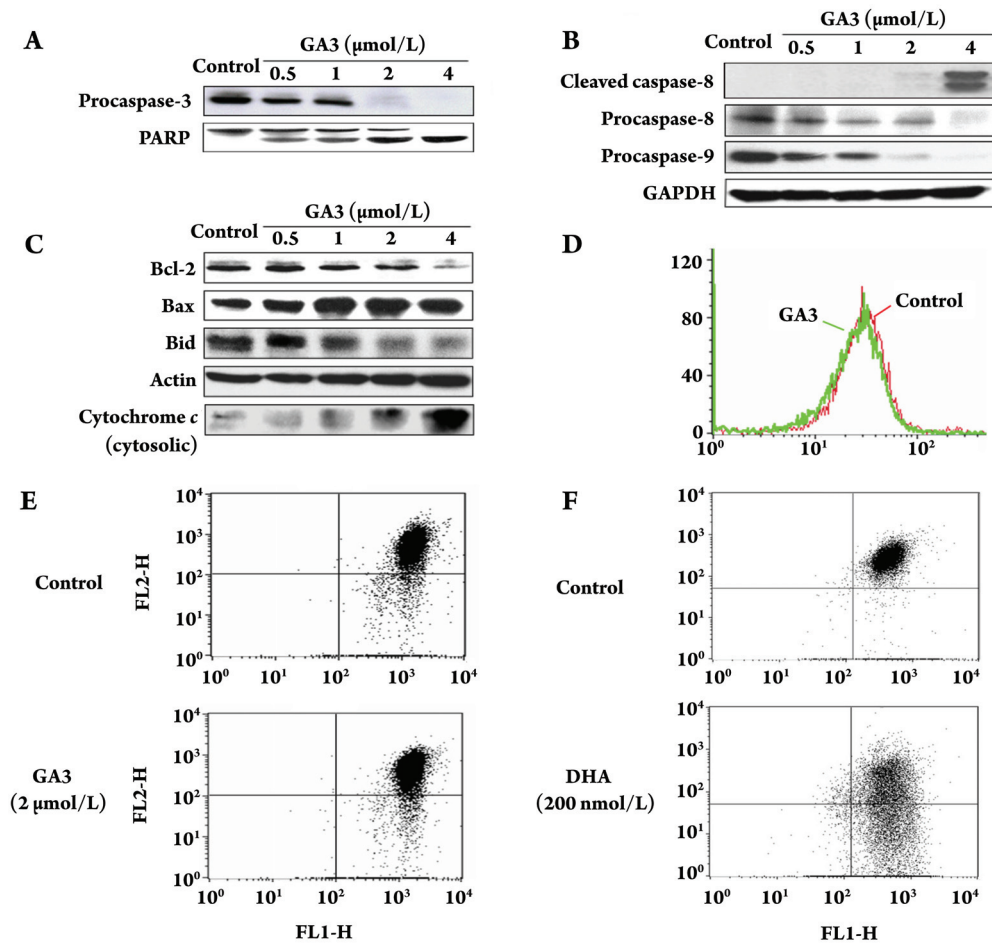 A
GA3 (µmol/L)
Control 0.5 1 2 4
Procaspase-3
PARP
B
GA3 (µmol/L)
Control 0.5 1 2 4
Cleaved caspase-8
Procaspase-8
Procaspase-9
GAPDH
C
GA3 (µmol/L)
Control 0.5 1 2 4
Bcl-2
Bax
Bid
Actin
Cytochrome c
(cytosolic)
D
120
80
40
0
10⁰ 10¹ 10²
GA3
Control
E
Control
FL2-H
10⁴
10³
10²
10¹
10⁰
10⁰ 10¹ 10² 10³ 10⁴
GA3
(2 µmol/L)
FL2-H
10⁴
10³
10²
10¹
10⁰
10⁰ 10¹ 10² 10³ 10⁴
FL1-H
F
Control
10⁴
10³
10²
10¹
10⁰
10⁰ 10¹ 10² 10³ 10⁴
DHA
(200 nmol/L)
10⁴
10³
10²
10¹
10⁰
10⁰ 10¹ 10² 10³ 10⁴
FL1-H